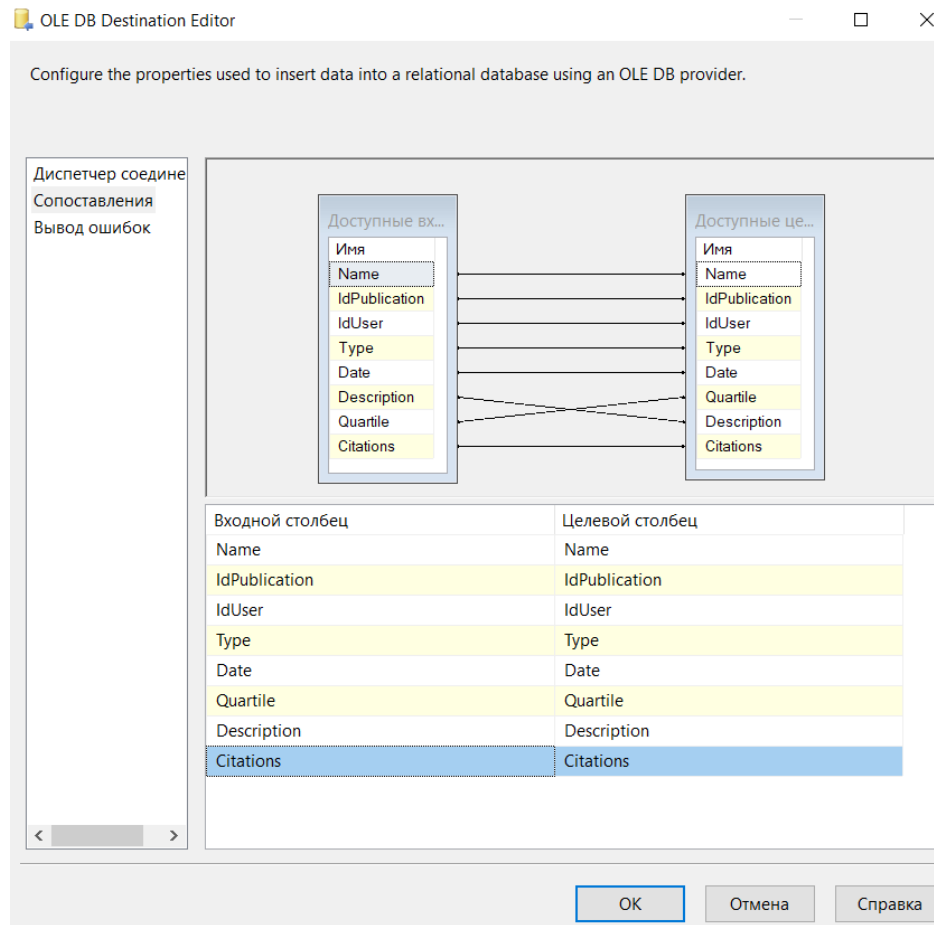 OLE DB Destination Editor
Configure the properties used to insert data into a relational database using an OLE DB provider.
Диспетчер соедине
Сопоставления
Вывод ошибок
Доступные вх...
Имя
Name
IdPublication
IdUser
Type
Date
Description
Quartile
Citations
Доступные це...
Имя
Name
IdPublication
IdUser
Type
Date
Quartile
Description
Citations
Входной столбец Целевой столбец
Name Name
IdPublication IdPublication
IdUser IdUser
Type Type
Date Date
Quartile Quartile
Description Description
Citations Citations
ОК Отмена Справка